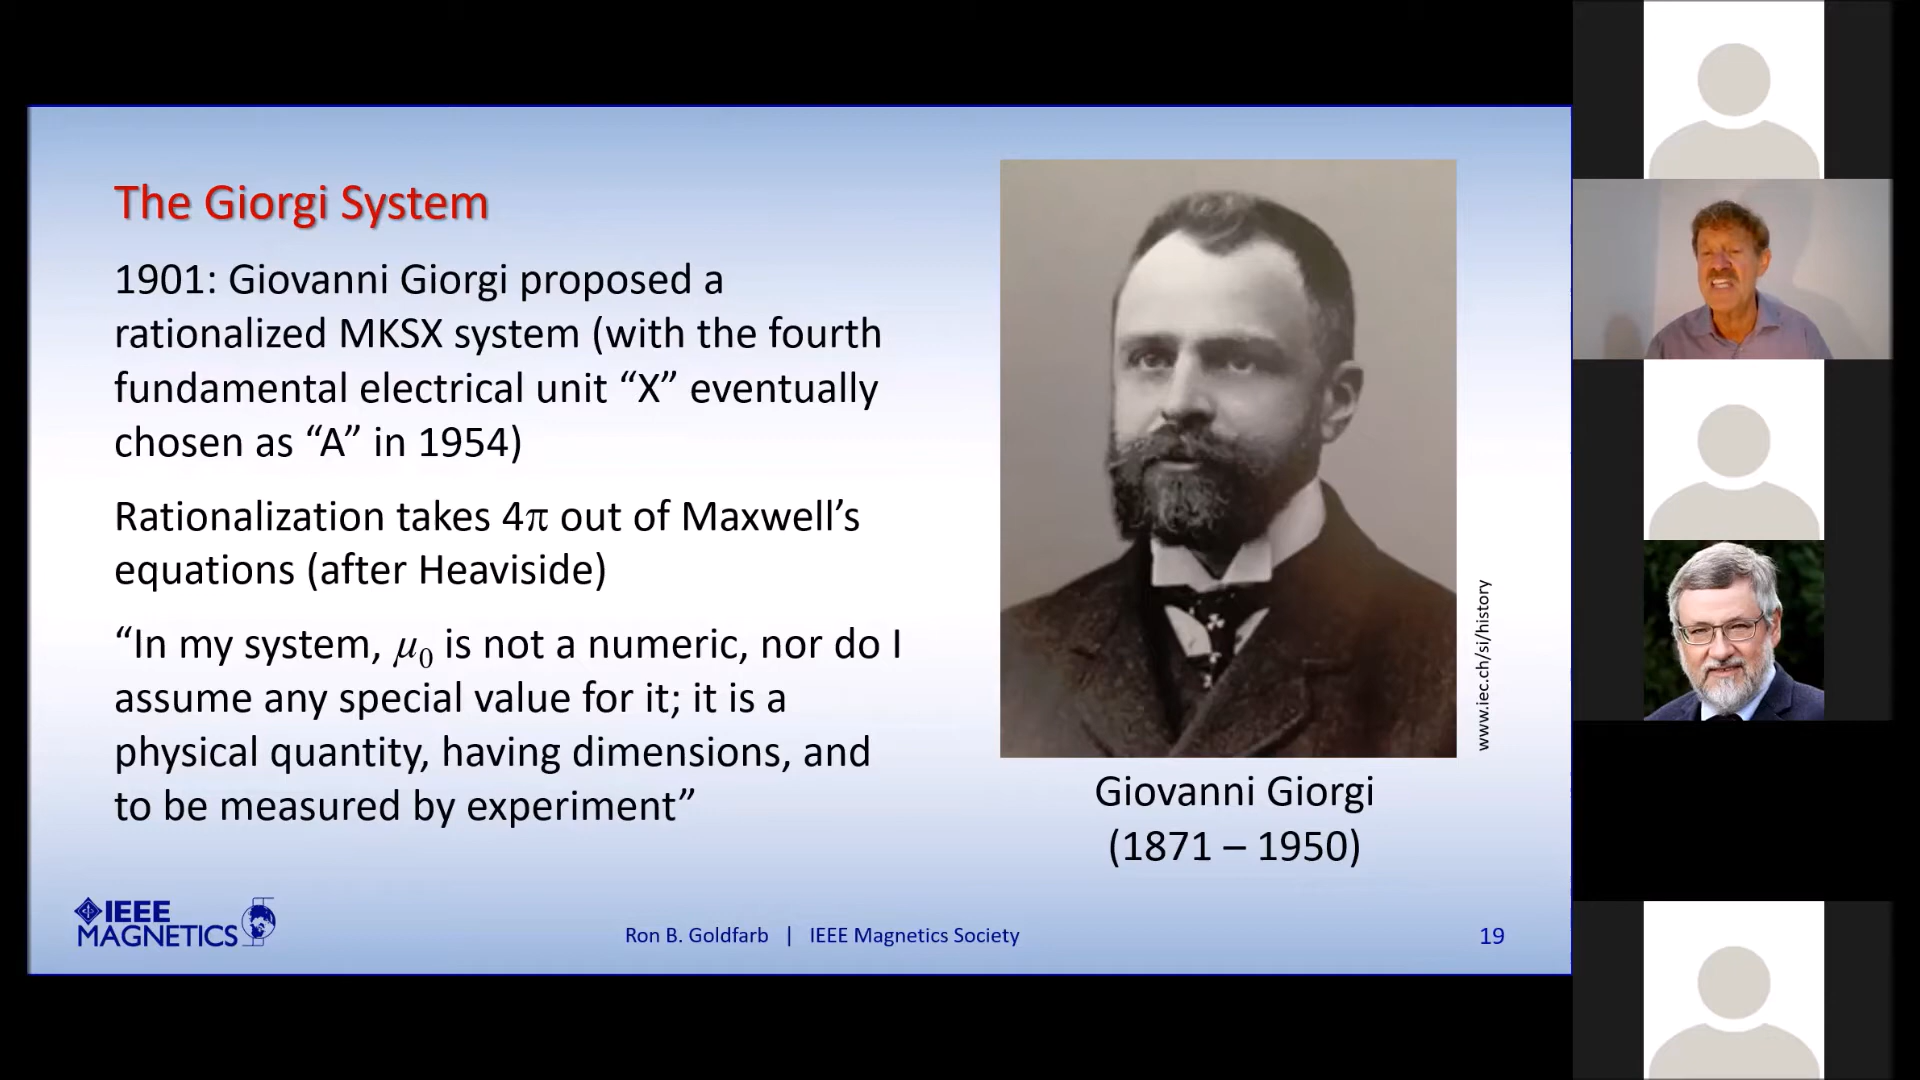 The Giorgi System
1901: Giovanni Giorgi proposed a
rationalized MKSX system (with the fourth
fundamental electrical unit “X” eventually
chosen as “A” in 1954)
Rationalization takes 4π out of Maxwell’s
equations (after Heaviside)
“In my system, μ₀ is not a numeric, nor do I
assume any special value for it; it is a
physical quantity, having dimensions, and
to be measured by experiment”
www.iec.ch/si/history
Giovanni Giorgi
(1871 – 1950)
IEEE
MAGNETICS
Ron B. Goldfarb | IEEE Magnetics Society
19